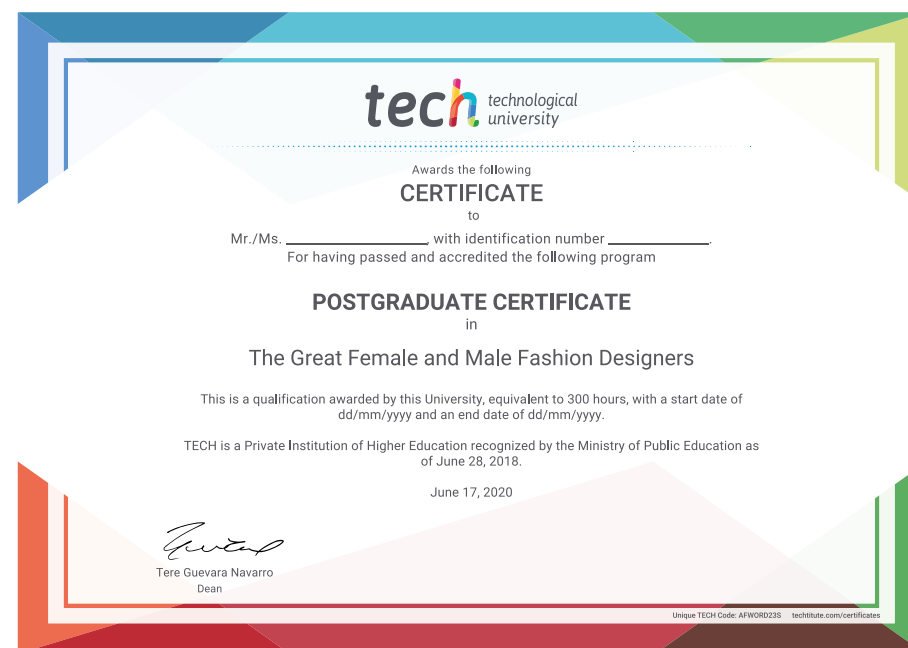 tech technological
university
Awards the following
CERTIFICATE
to
Mr./Ms. ____________________, with identification number ______________.
For having passed and accredited the following program
POSTGRADUATE CERTIFICATE
in
The Great Female and Male Fashion Designers
This is a qualification awarded by this University, equivalent to 300 hours, with a start date of
dd/mm/yyyy and an end date of dd/mm/yyyy.
TECH is a Private Institution of Higher Education recognized by the Ministry of Public Education as
of June 28, 2018.
June 17, 2020
Tere Guevara Navarro
Dean
Unique TECH Code: AFWORD23S techtitute.com/certificates